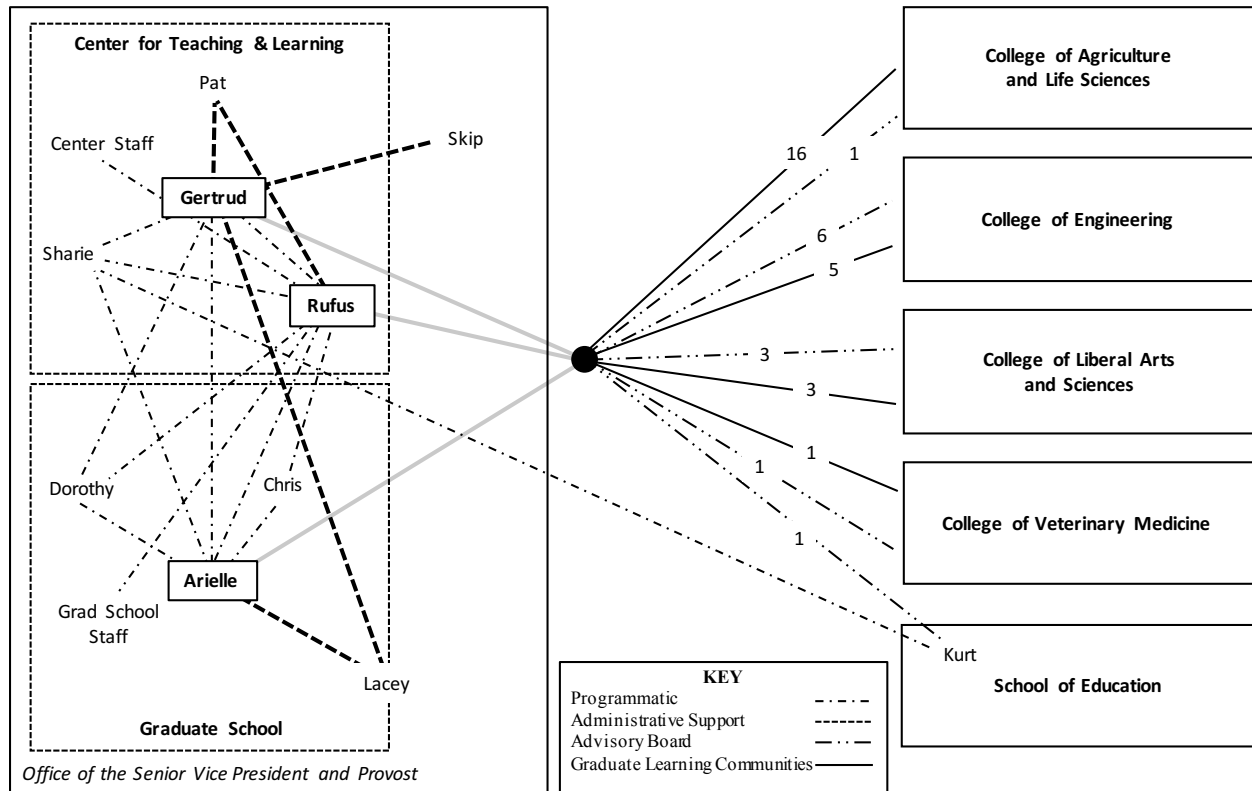 Center for Teaching & Learning
Pat
Center Staff
Skip
Gertrud
Sharie
Rufus
Dorothy
Chris
Arielle
Grad School
Staff
Lacey
Graduate School
Office of the Senior Vice President and Provost
16
1
6
5
3
3
1
1
1
College of Agriculture
and Life Sciences
College of Engineering
College of Liberal Arts
and Sciences
College of Veterinary Medicine
Kurt
School of Education
KEY
Programmatic
Administrative Support
Advisory Board
Graduate Learning Communities